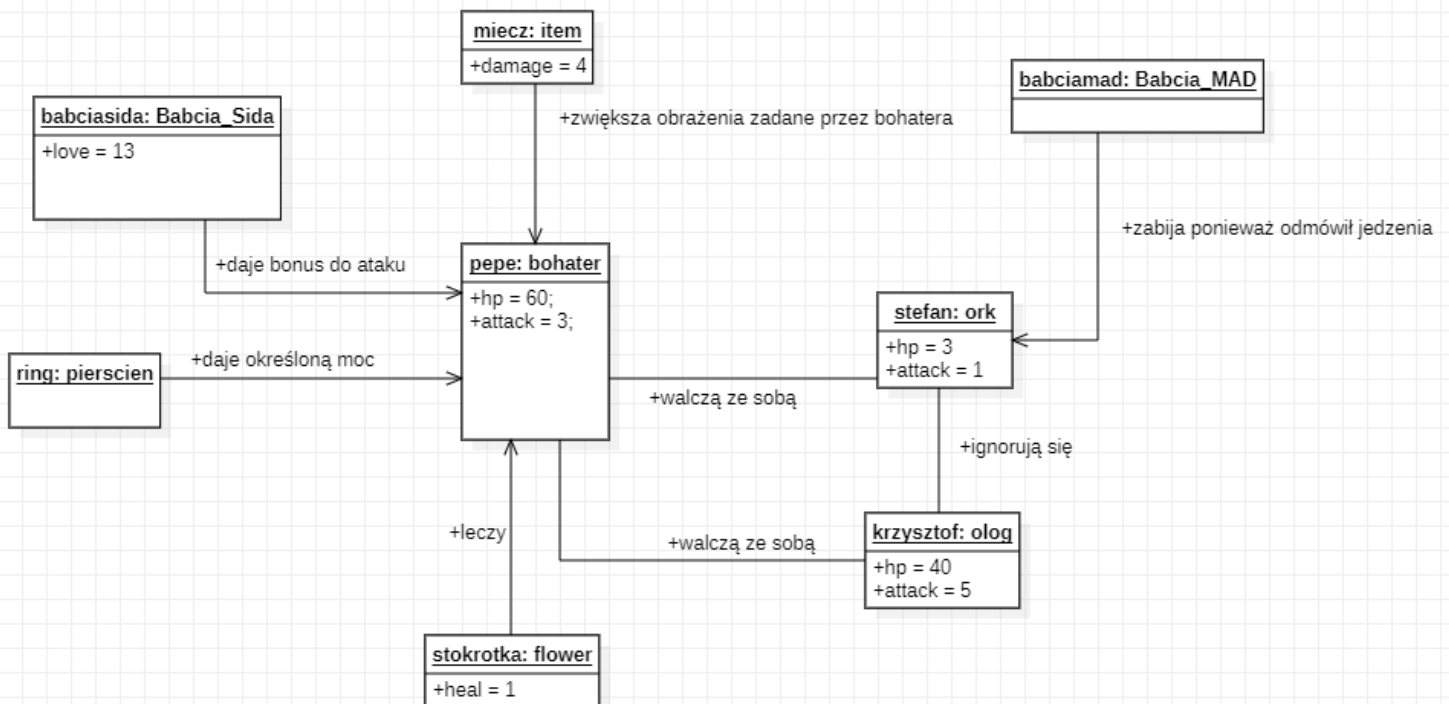 miecz: item
+damage = 4
+zwiększa obrażenia zadane przez bohatera
babciamad: Babcia_MAD
babciasida: Babcia_Sida
+love = 13
+zabija ponieważ odmówił jedzenia
+daje bonus do ataku
pepe: bohater
+hp = 60;
+attack = 3;
stefan: ork
+hp = 3
+attack = 1
ring: pierscien
+daje określoną moc
+walczą ze sobą
+ignorują się
+leczy
+walczą ze sobą
krzysztof: olog
+hp = 40
+attack = 5
stokrotka: flower
+heal = 1